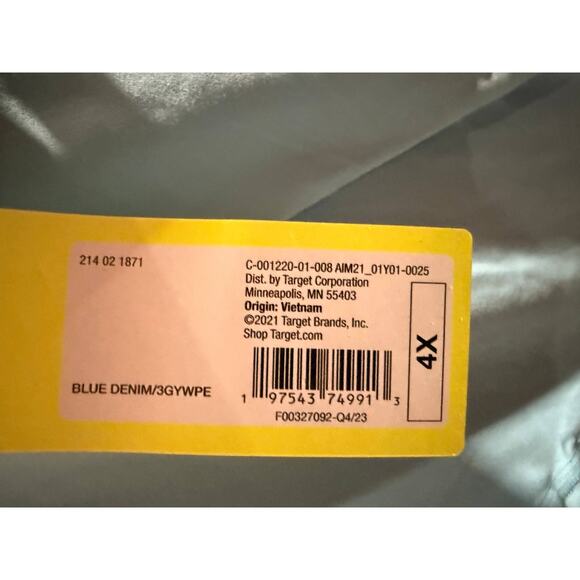 214 02 1871
C-001220-01-008 AIM21_01Y01-0025
Dist. by Target Corporation
Minneapolis, MN 55403
Origin: Vietnam
©2021 Target Brands, Inc.
Shop Target.com
4X
BLUE DENIM/3GYWPE
1 97543 74991 3
F00327092-Q4/23